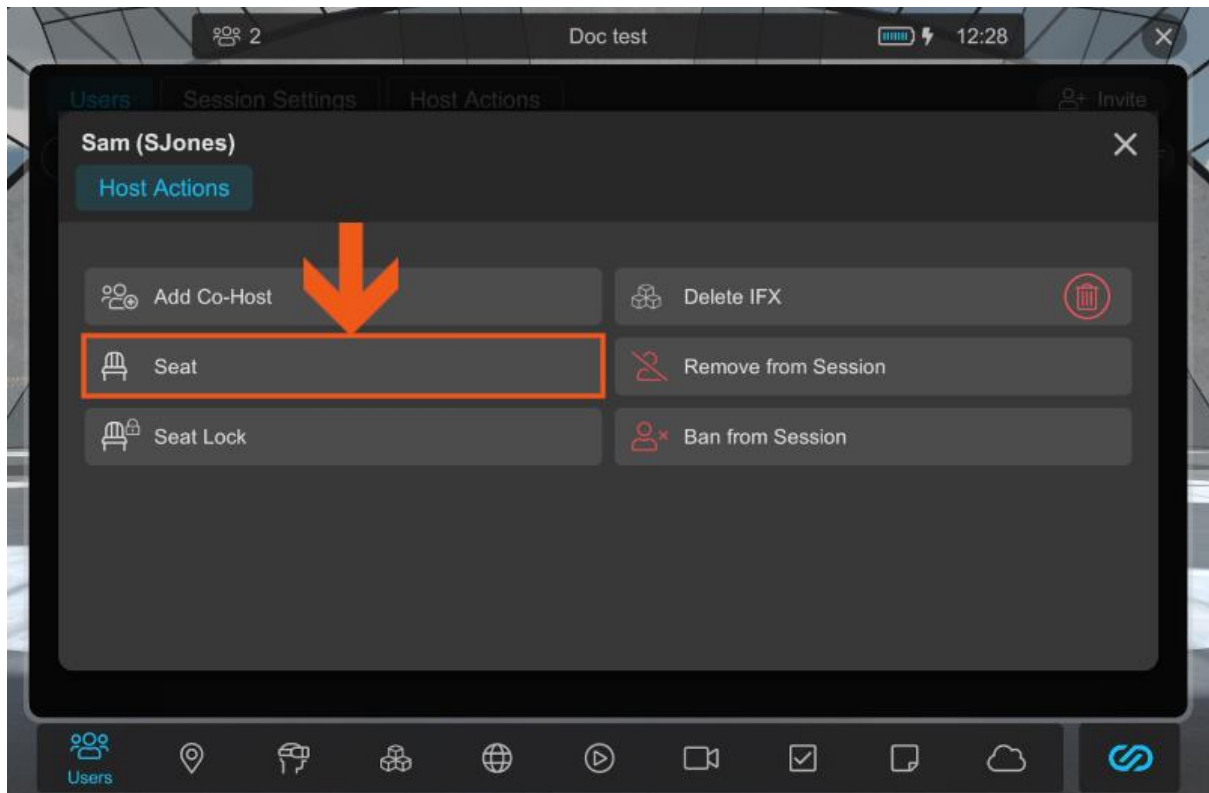 2 Doc test 12:28
Users Session Settings Host Actions Invite
Sam (SJones)
Host Actions
Add Co-Host Delete IFX
Seat Remove from Session
Seat Lock Ban from Session
Users